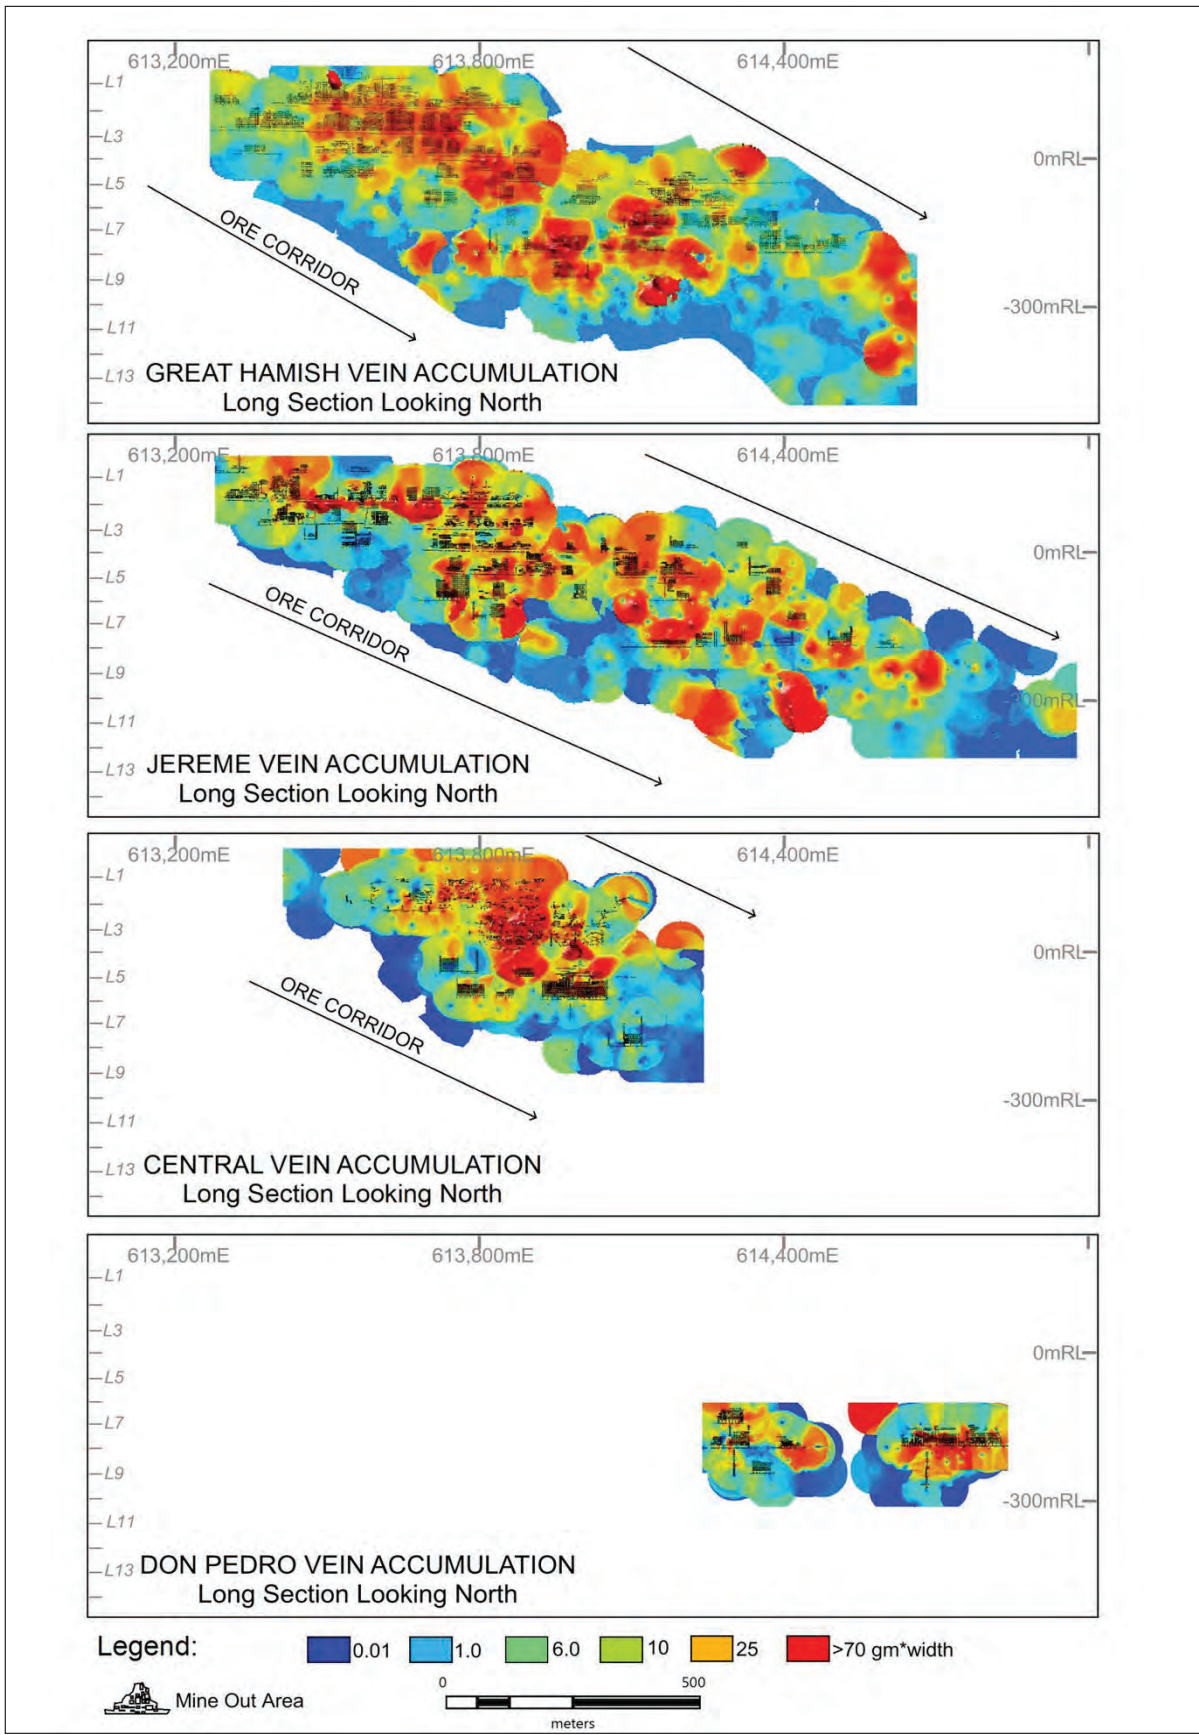 613,200mE 613,800mE 614,400mE
L1
L3
0mRL
L5
L7
ORE CORRIDOR
L9
-300mRL
L11
L13
GREAT HAMISH VEIN ACCUMULATION
Long Section Looking North
613,200mE 613,800mE 614,400mE
L1
L3
0mRL
L5
L7
ORE CORRIDOR
L9
-300mRL
L11
L13
JEREME VEIN ACCUMULATION
Long Section Looking North
613,200mE 613,800mE 614,400mE
L1
L3
0mRL
L5
ORE CORRIDOR
L7
L9
-300mRL
L11
L13
CENTRAL VEIN ACCUMULATION
Long Section Looking North
613,200mE 613,800mE 614,400mE
L1
L3
0mRL
L5
L7
L9
-300mRL
L11
L13
DON PEDRO VEIN ACCUMULATION
Long Section Looking North
Legend: 0.01 1.0 6.0 10 25 >70 gm*width
Mine Out Area
0 500
meters